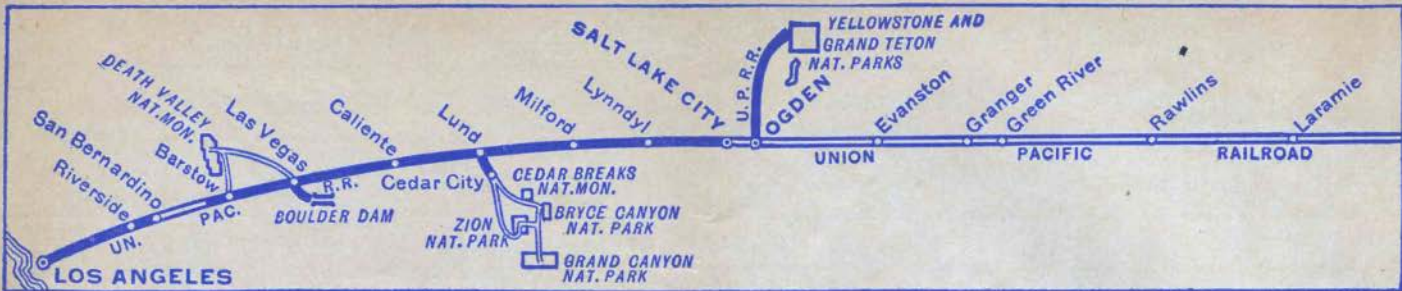 YELLOWSTONE AND
GRAND TETON
NAT. PARKS
SALT LAKE CITY
U.P.R.R.
OGDEN
DEATH VALLEY
NAT. MON.
Las Vegas
Caliente
Lund
Milford
Lynndyl
Evanston
Granger
Green River
Rawlins
Laramie
San Bernardino
Riverside
Barstow
UN.
PAC.
R.R.
BOULDER DAM
Cedar City
CEDAR BREAKS
NAT. MON.
BRYCE CANYON
NAT. PARK
ZION
NAT. PARK
GRAND CANYON
NAT. PARK
UNION
PACIFIC
RAILROAD
LOS ANGELES